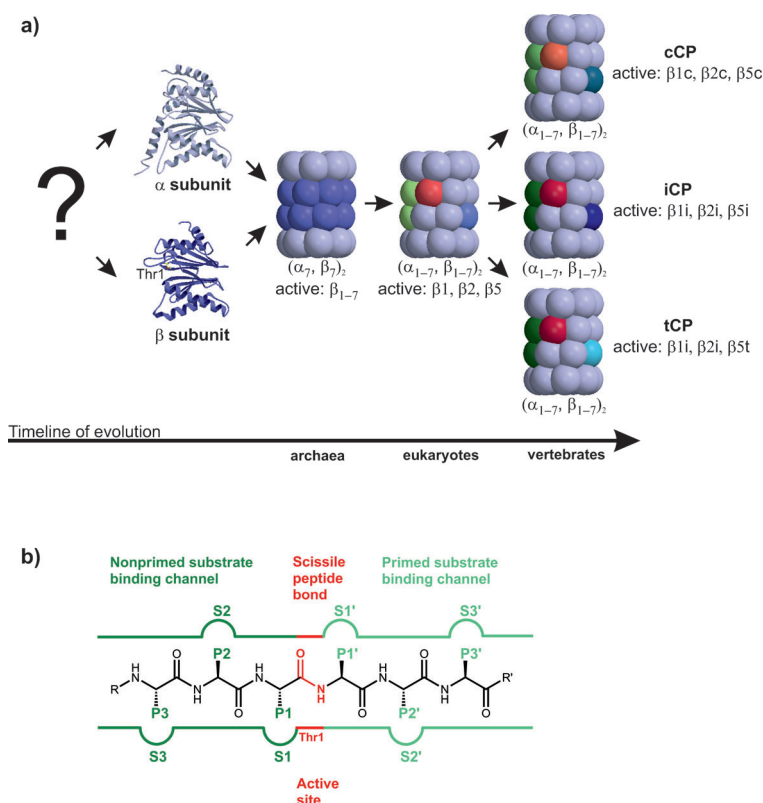 a)
cCP
active: β1c, β2c, β5c
(α1–7, β1–7)2
?
α subunit
Thr1
β subunit
(α7, β7)2
active: β1–7
(α1–7, β1–7)2
active: β1, β2, β5
iCP
active: β1i, β2i, β5i
(α1–7, β1–7)2
tCP
active: β1i, β2i, β5t
(α1–7, β1–7)2
Timeline of evolution
archaea eukaryotes vertebrates
b)
Nonprimed substrate
binding channel
Scissile
peptide
bond
Primed substrate
binding channel
S2 S1' S3'
O P2 H N O P1' H N O P3'
R H N N H O P1 N H O N H P2' O R'
P3
Thr1
S3 S1 S2'
Active
site